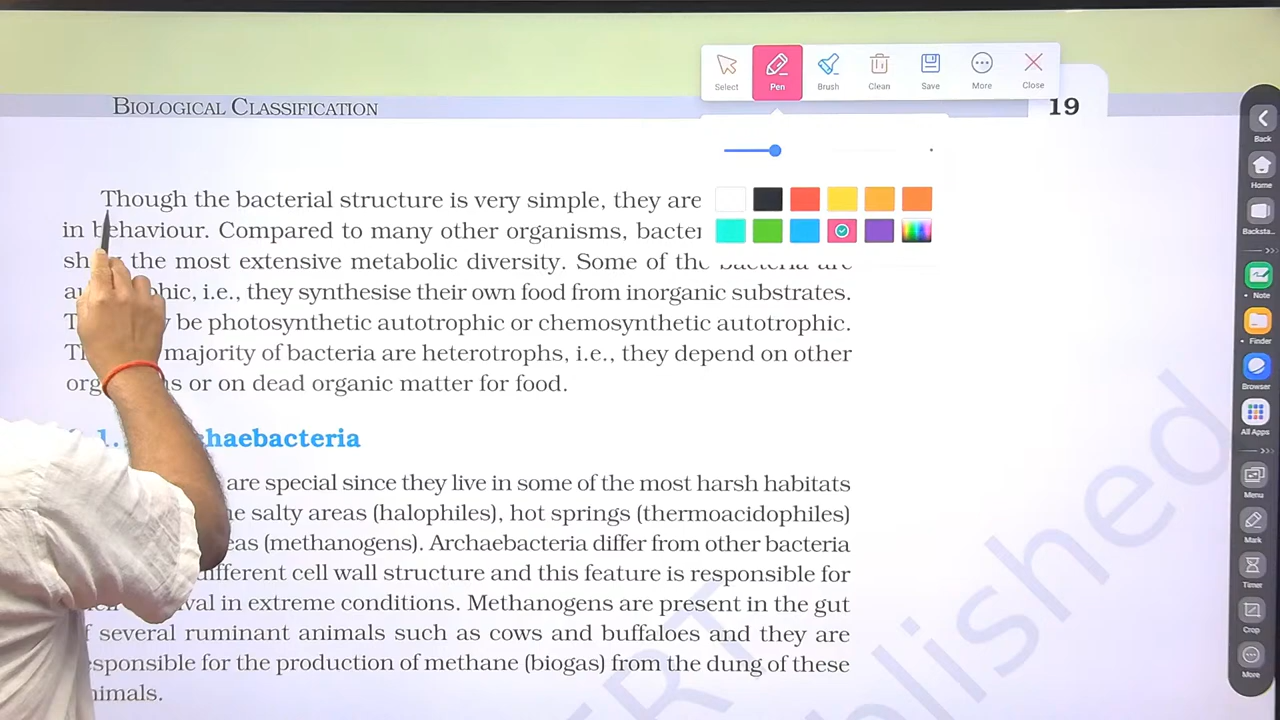 Select
Pen
Brush
Clean
Save
More
Close
BIOLOGICAL CLASSIFICATION
19
Though the bacterial structure is very simple, they are
in behaviour. Compared to many other organisms,
the most extensive metabolic diversity. Some of the bacteria are
i.e., they synthesise their own food from inorganic substrates.
be photosynthetic autotrophic or chemosynthetic autotrophic.
majority of bacteria are heterotrophs, i.e., they depend on other
or on dead organic matter for food.
are special since they live in some of the most harsh habitats
salty areas (halophiles), hot springs (thermoacidophiles)
(methanogens). Archaebacteria differ from other bacteria
different cell wall structure and this feature is responsible for
in extreme conditions. Methanogens are present in the gut
several ruminant animals such as cows and buffaloes and they are
responsible for the production of methane (biogas) from the dung of these
animals.
Back
Home
Backsta...
Note
Finder
Browser
All Apps
Menu
Mark
Timer
Crop
More